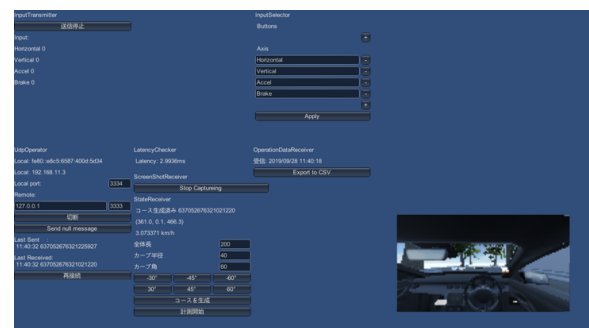 InputTransmitter
送信停止
Input:
Horizontal 0
Vertical 0
Accel 0
Brake 0
InputSelector
Buttons
+
Axis
Horizontal -
Vertical -
Accel -
Brake -
+
Apply
UdpOperator
Local: fe80::e8c5:6587:400d:5d34
Local: 192.168.11.3
Local port: 3334
Remote:
127.0.0.1 3333
切断
Send null message
Last Sent :
11:40:32 637052676321225927
Last Received:
11:40:32 637052676321021220
再接続
LatencyChecker
Latency: 2.9936ms
ScreenShotReceiver
Stop Captureing
StateReceiver
コース生成済み 637052676321021220
(361.0, 0.1, 466.3)
3.073371 km/h
全体長 200
カーブ半径 40
カーブ角 60
-30° -45° -60°
30° 45° 60°
コースを生成
計測開始
OperationDataReceiver
受信: 2019/09/28 11:40:18
Export to CSV